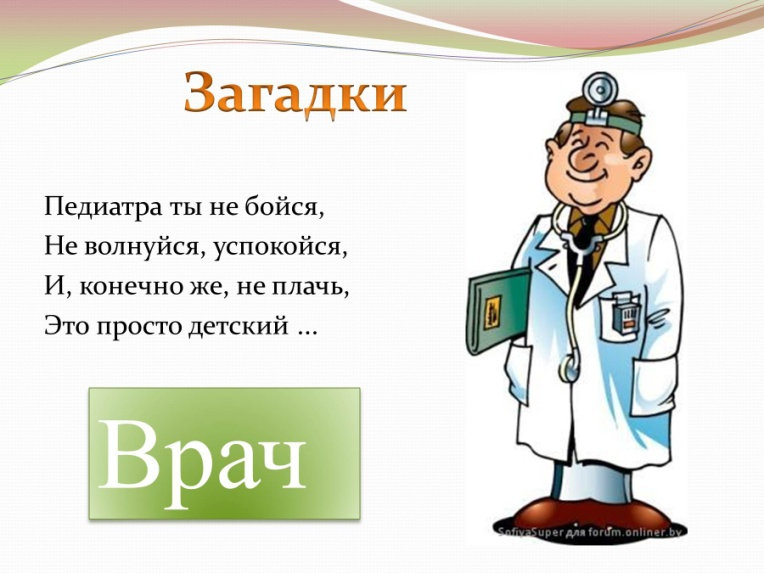 Загадки
Педиатра ты не бойся,
Не волнуйся, успокойся,
И, конечно же, не плачь,
Это просто детский ...
Врач
SofiyaSuper для forum.onliner.by